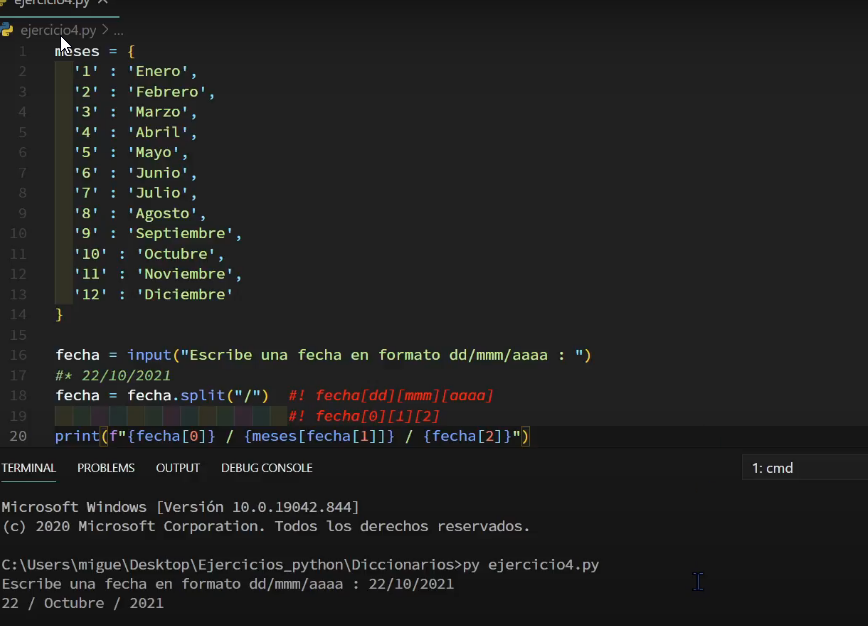 ejercicio4.py ×
ejercicio4.py > ...
1 meses = {
2 '1' : 'Enero',
3 '2' : 'Febrero',
4 '3' : 'Marzo',
5 '4' : 'Abril',
6 '5' : 'Mayo',
7 '6' : 'Junio',
8 '7' : 'Julio',
9 '8' : 'Agosto',
10 '9' : 'Septiembre',
11 '10' : 'Octubre',
12 '11' : 'Noviembre',
13 '12' : 'Diciembre'
14 }
15
16 fecha = input("Escribe una fecha en formato dd/mmm/aaaa : ")
17 #* 22/10/2021
18 fecha = fecha.split("/") #! fecha[dd][mmm][aaaa]
19 #! fecha[0][1][2]
20 print(f"{fecha[0]} / {meses[fecha[1]]} / {fecha[2]}")
TERMINAL PROBLEMS OUTPUT DEBUG CONSOLE 1: cmd
Microsoft Windows [Versión 10.0.19042.844]
(c) 2020 Microsoft Corporation. Todos los derechos reservados.
C:\Users\migue\Desktop\Ejercicios_python\Diccionarios>py ejercicio4.py
Escribe una fecha en formato dd/mmm/aaaa : 22/10/2021
22 / Octubre / 2021